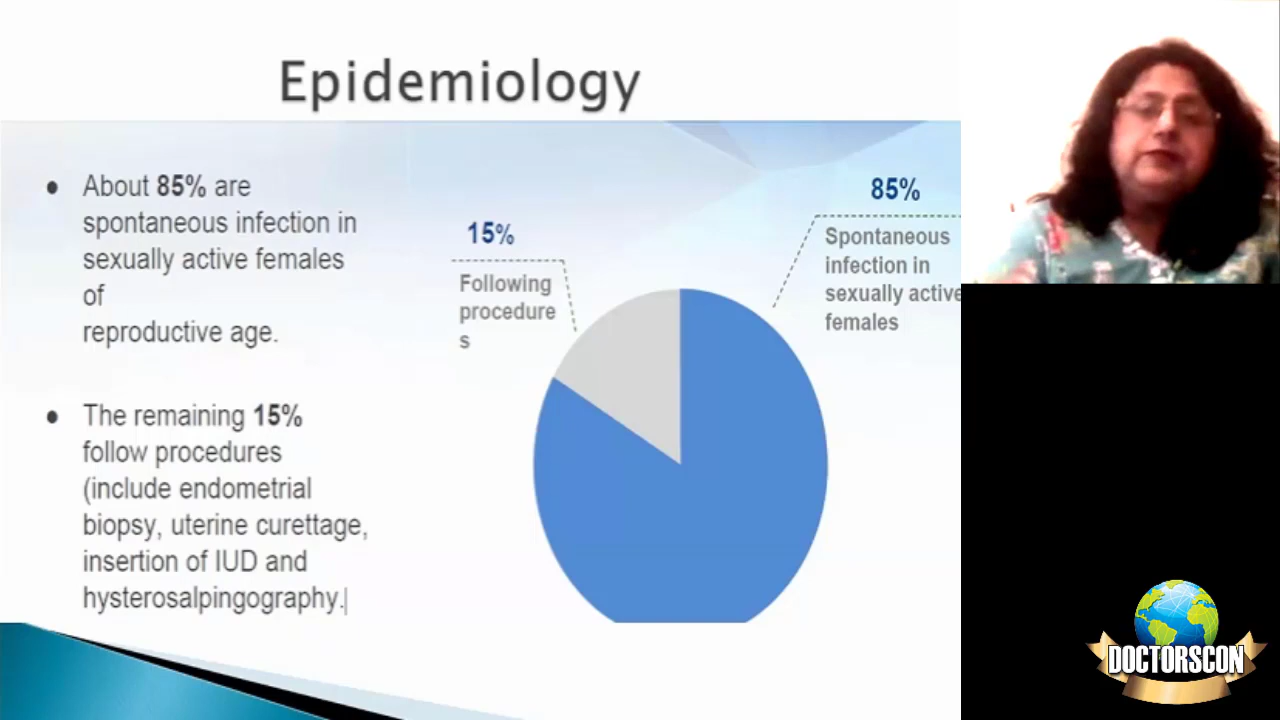 Epidemiology
● About 85% are
spontaneous infection in
sexually active females
of
reproductive age.
● The remaining 15%
follow procedures
(include endometrial
biopsy, uterine curettage,
insertion of IUD and
hysterosalpingography.
15%
Following
procedure
s
85%
Spontaneous
infection in
sexually active
females
DOCTORSCON